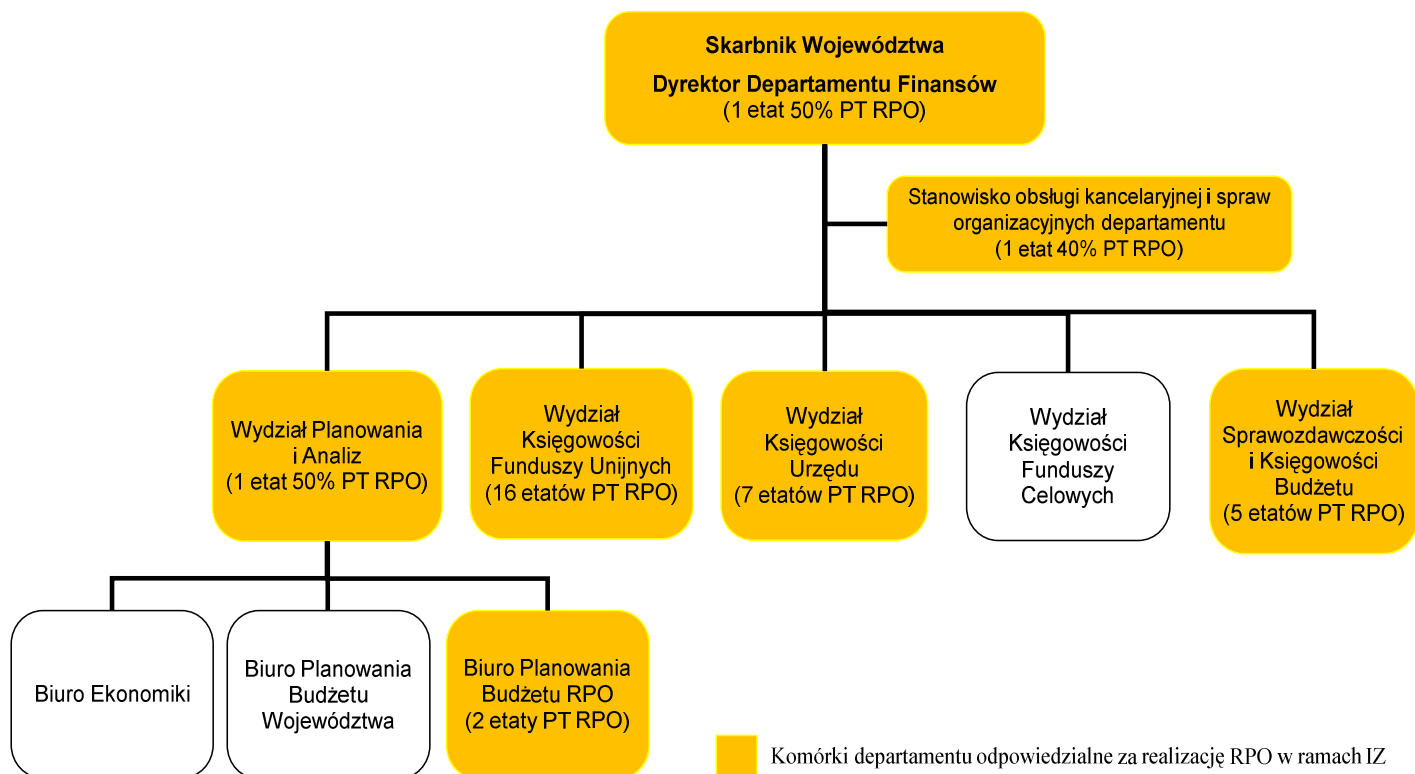 Skarbnik Województwa
Dyrektor Departamentu Finansów
(1 etat 50% PT RPO)
Stanowisko obsługi kancelaryjnej i spraw
organizacyjnych departamentu
(1 etat 40% PT RPO)
Wydział Planowania
i Analiz
(1 etat 50% PT RPO)
Wydział
Księgowości
Funduszy Unijnych
(16 etatów PT RPO)
Wydział
Księgowości
Urzędu
(7 etatów PT RPO)
Wydział
Księgowości
Funduszy
Celowych
Wydział
Sprawozdawczości
i Księgowości
Budżetu
(5 etatów PT RPO)
Biuro Ekonomiki
Biuro Planowania
Budżetu
Województwa
Biuro Planowania
Budżetu RPO
(2 etaty PT RPO)
Komórki departamentu odpowiedzialne za realizację RPO w ramach IZ